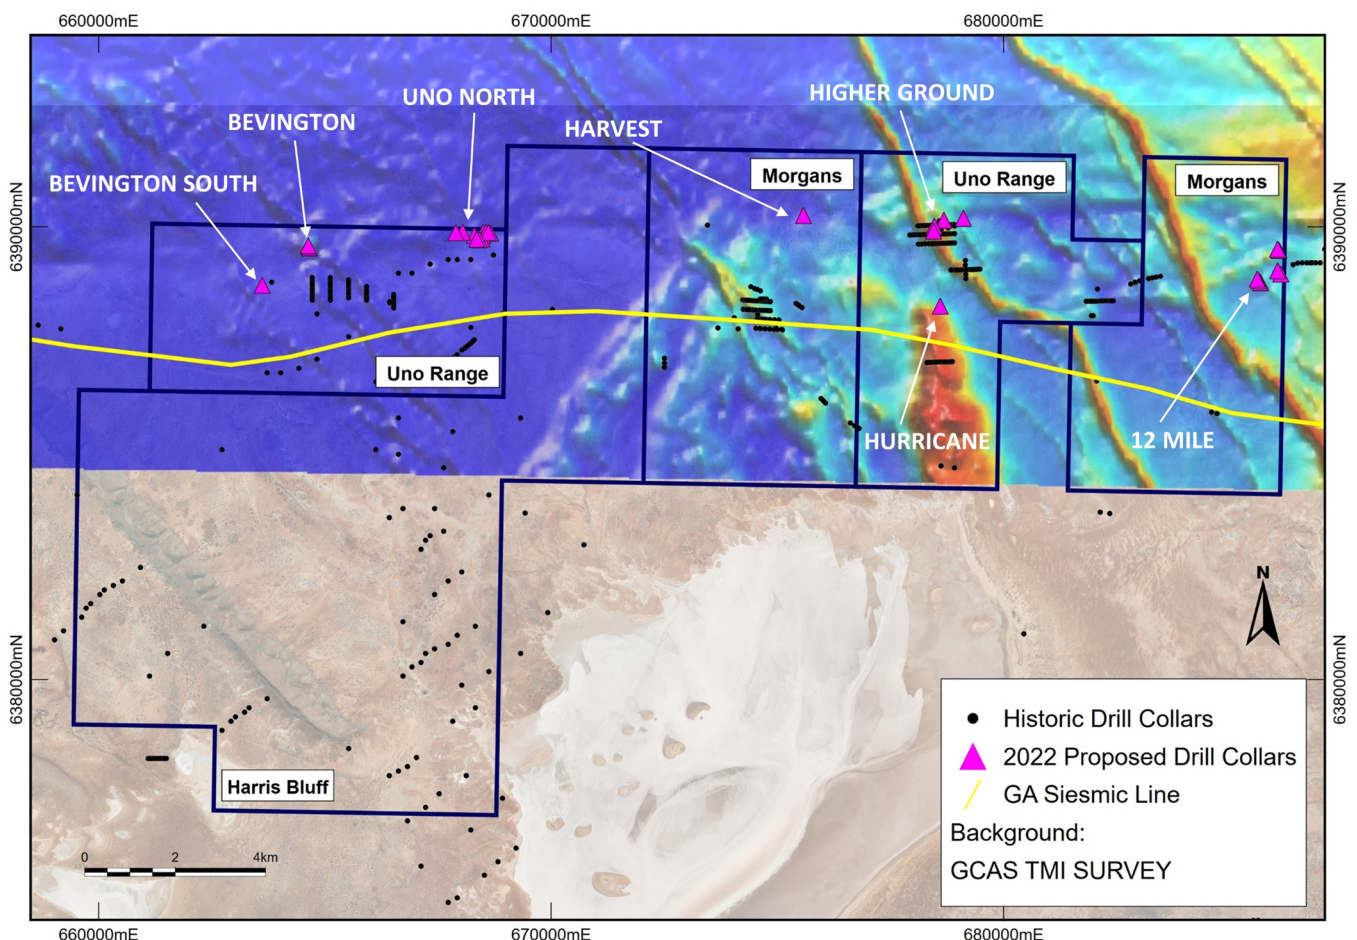 660000mE
670000mE
680000mE
HIGHER GROUND
UNO NORTH
BEVINGTON
HARVEST
BEVINGTON SOUTH
Morgans
Uno Range
Morgans
6390000mN
6390000mN
Uno Range
HURRICANE
12 MILE
N
6380000mN
6380000mN
Historic Drill Collars
2022 Proposed Drill Collars
GA Siesmic Line
Background:
GCAS TMI SURVEY
Harris Bluff
0 2 4km
660000mE
670000mE
680000mE